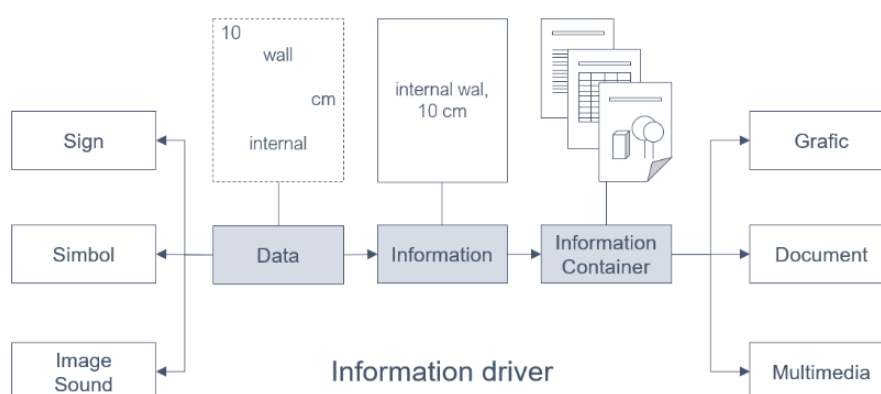 10
wall
cm
internal
internal wal,
10 cm
Sign
Grafic
Simbol
Data
Information
Information
Container
Document
Image
Sound
Information driver
Multimedia